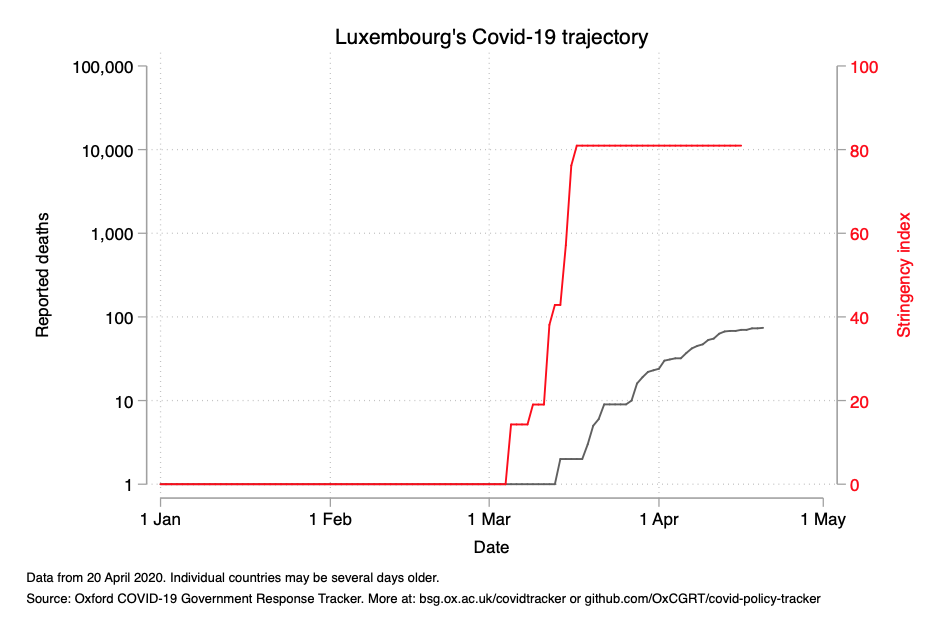 Luxembourg's Covid-19 trajectory
100,000
10,000
1,000
100
10
1
Reported deaths
100
80
60
40
20
0
Stringency index
1 Jan
1 Feb
1 Mar
1 Apr
1 May
Date
Data from 20 April 2020. Individual countries may be several days older.
Source: Oxford COVID-19 Government Response Tracker. More at: bsg.ox.ac.uk/covidtracker or github.com/OxCGRT/covid-policy-tracker